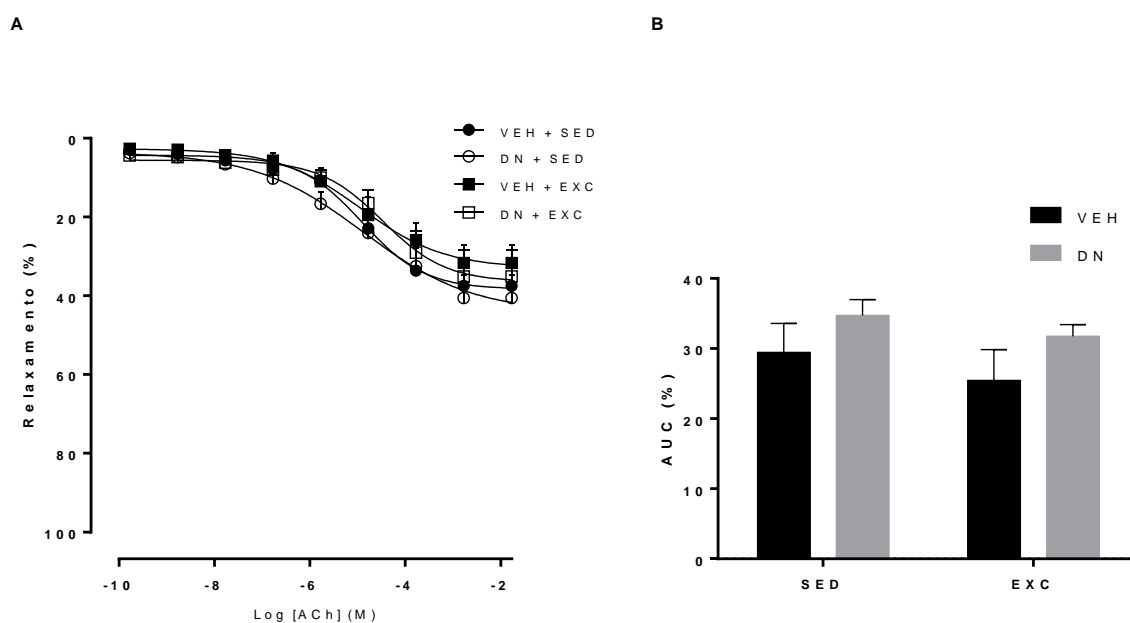 A
B
VEH + SED
DN + SED
VEH + EXC
DN + EXC
0
20
40
60
80
100
Relaxamento (%)
-10 -8 -6 -4 -2
Log [ACh] (M)
VEH
DN
40
30
20
10
0
AUC (%)
SED EXC